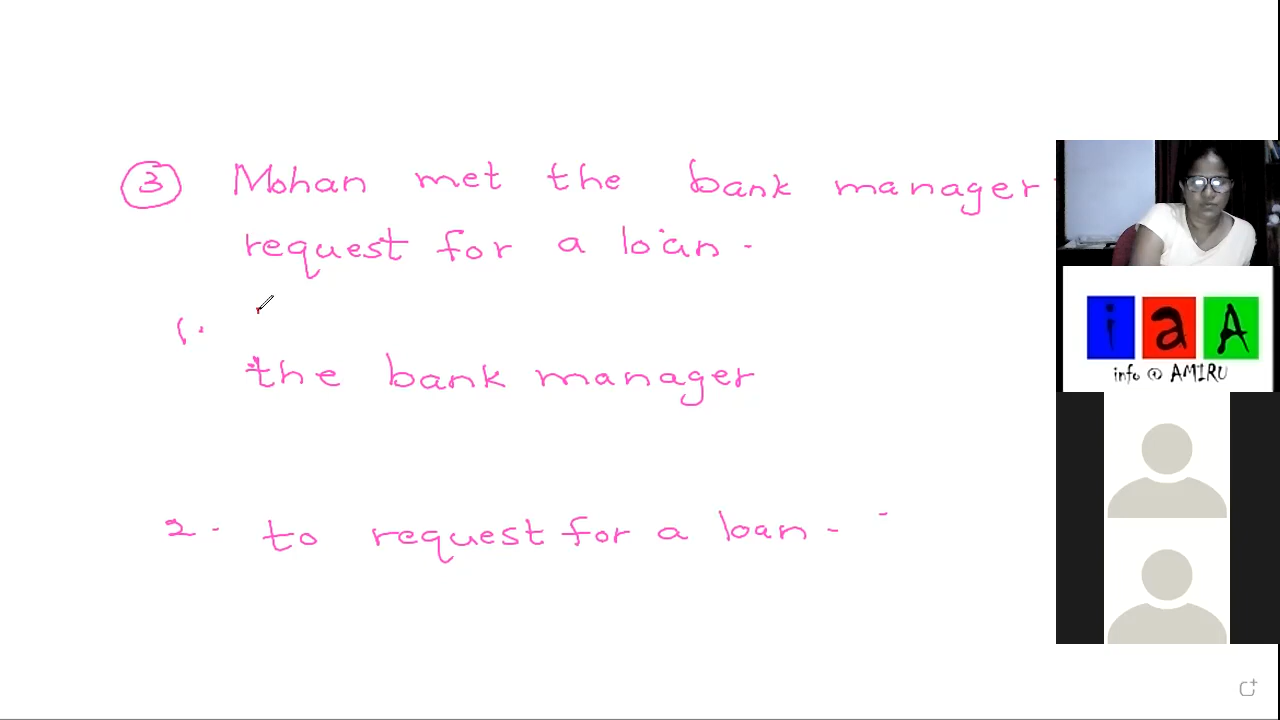 3 Mohan met the bank manager
request for a loan.
1.
the bank manager
2. to request for a loan.
i a A
info @ AMIRU